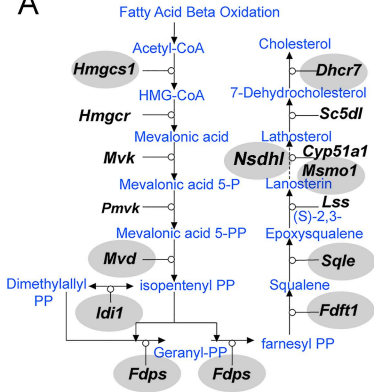 A
Fatty Acid Beta Oxidation
Acetyl-CoA
Hmgcs1
HMG-CoA
Hmgcr
Mevalonic acid
Mvk
Mevalonic acid 5-P
Pmvk
Mevalonic acid 5-PP
Mvd
Dimethylallyl
PP
isopentenyl PP
Idi1
Geranyl-PP
Fdps
Fdps
farnesyl PP
Fdft1
Squalene
Sqle
(S)-2,3-
Epoxysqualene
Lss
Lanosterin
Msmo1
Cyp51a1
Nsdhl
Lathosterol
Sc5dl
7-Dehydrocholesterol
Dhcr7
Cholesterol